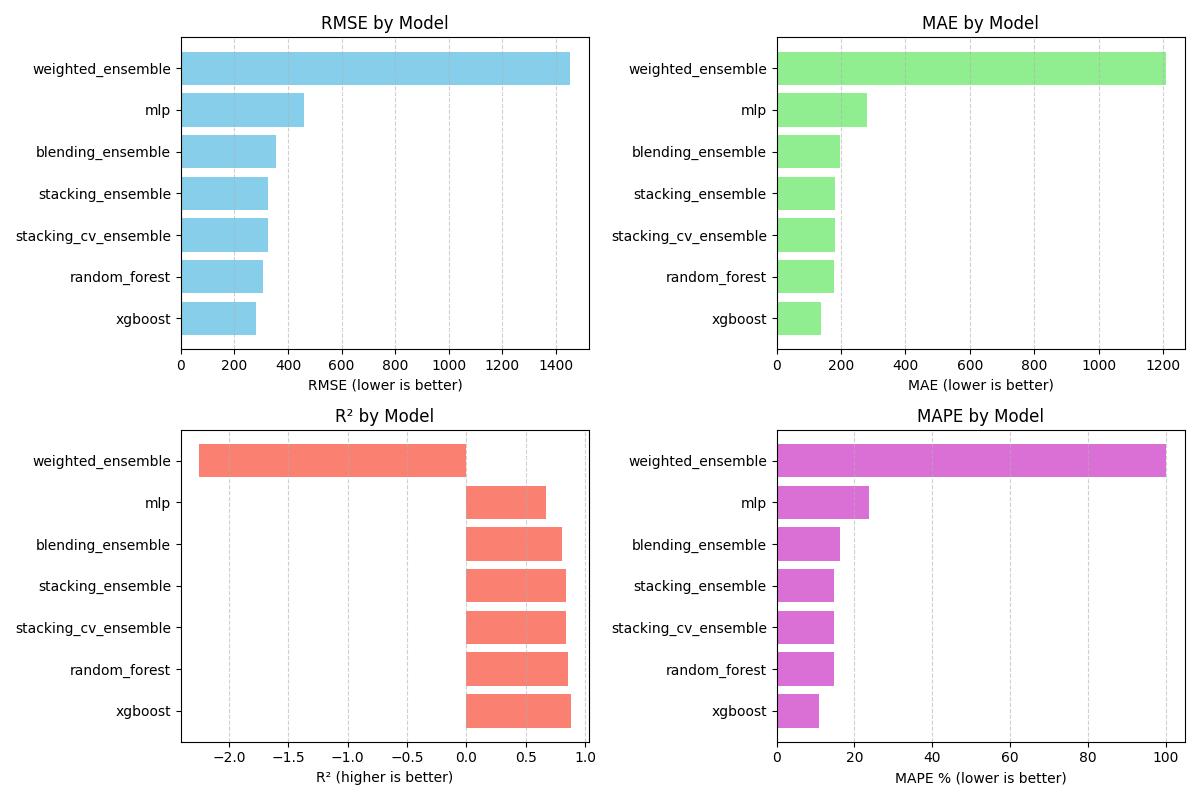 RMSE by Model
weighted_ensemble
mlp
blending_ensemble
stacking_ensemble
stacking_cv_ensemble
random_forest
xgboost
0 200 400 600 800 1000 1200 1400
RMSE (lower is better)
MAE by Model
weighted_ensemble
mlp
blending_ensemble
stacking_ensemble
stacking_cv_ensemble
random_forest
xgboost
0 200 400 600 800 1000 1200
MAE (lower is better)
R² by Model
weighted_ensemble
mlp
blending_ensemble
stacking_ensemble
stacking_cv_ensemble
random_forest
xgboost
−2.0 −1.5 −1.0 −0.5 0.0 0.5 1.0
R² (higher is better)
MAPE by Model
weighted_ensemble
mlp
blending_ensemble
stacking_ensemble
stacking_cv_ensemble
random_forest
xgboost
0 20 40 60 80 100
MAPE % (lower is better)